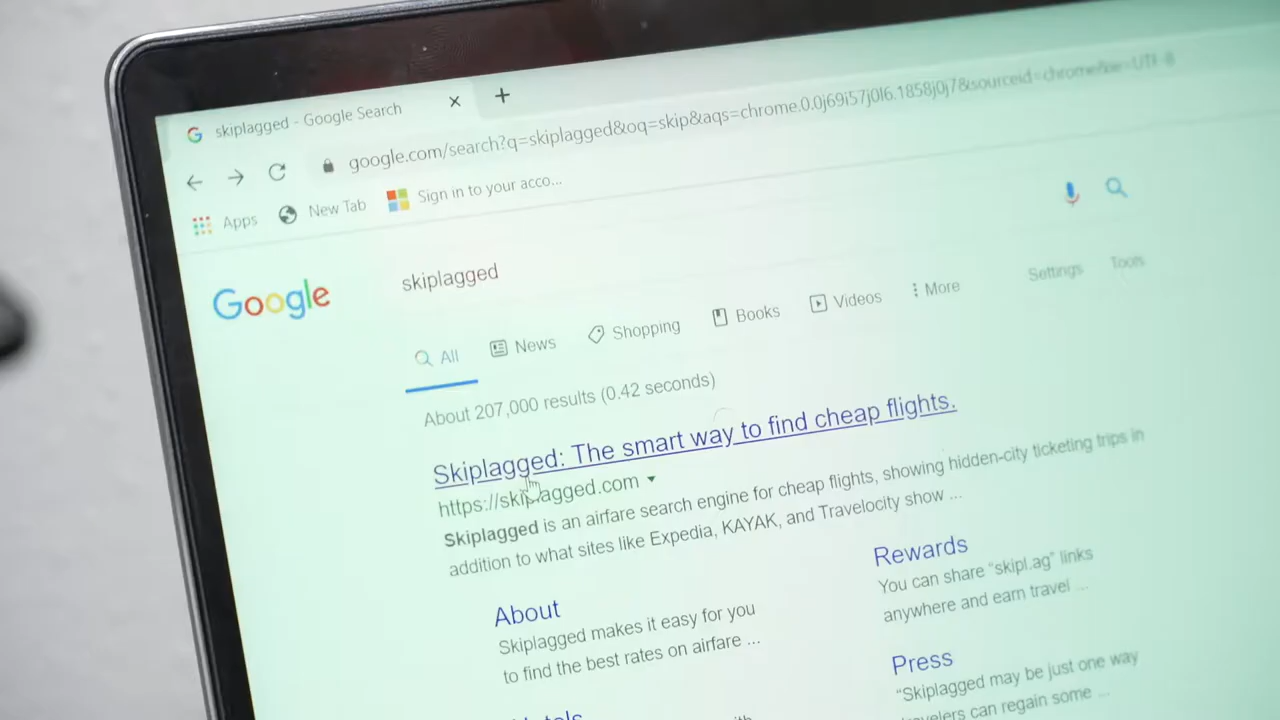 skiplagged - Google Search
google.com/search?q=skiplagged&oq=skip&aqs=chrome.0.0j69i57j0l6.1858j0j7&sourceid=chrome&ie=UTF-8
Apps New Tab Sign in to your acco...
Google skiplagged
All News Shopping Books Videos More Settings Tools
About 207,000 results (0.42 seconds)
Skiplagged: The smart way to find cheap flights.
https://skiplagged.com
Skiplagged is an airfare search engine for cheap flights, showing hidden-city ticketing trips in
addition to what sites like Expedia, KAYAK, and Travelocity show ...
About
Skiplagged makes it easy for you
to find the best rates on airfare ...
Rewards
You can share "skipl.ag" links
anywhere and earn travel ...
Press
"Skiplagged may be just one way
can regain some ...